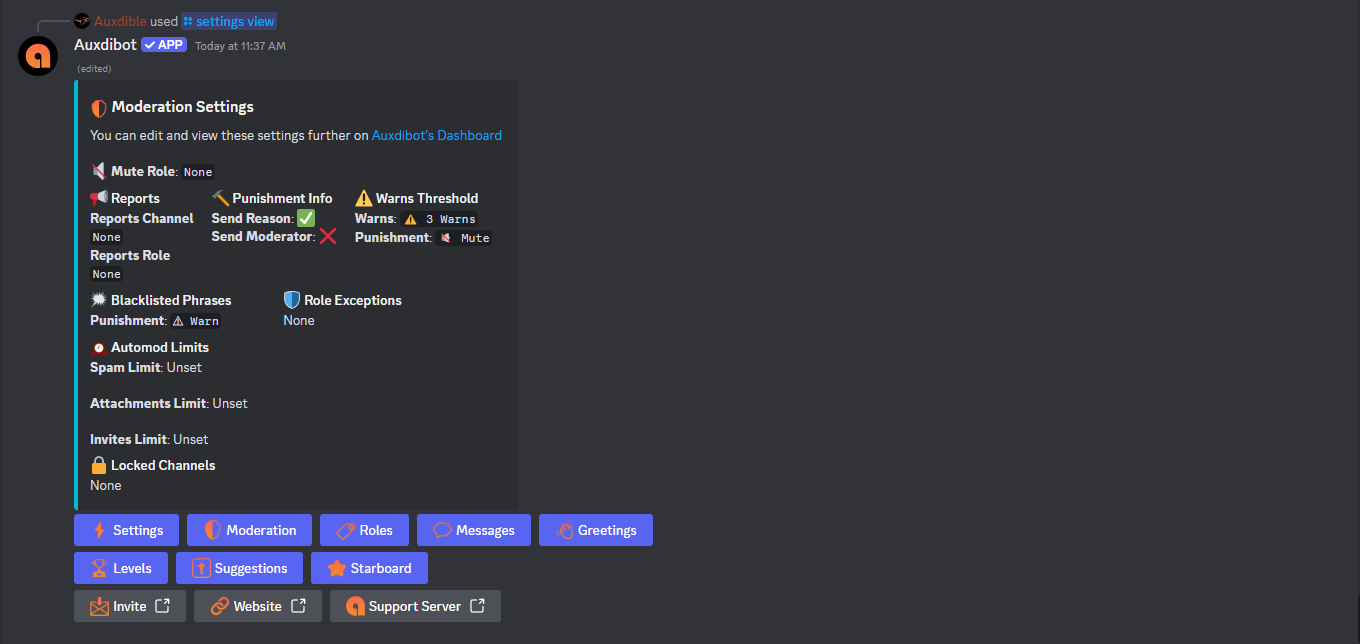 Auxdible used settings view
Auxdibot APP Today at 11:37 AM
(edited)
Moderation Settings
You can edit and view these settings further on Auxdibot's Dashboard
Mute Role: None
Reports Punishment Info Warns Threshold
Reports Channel Send Reason: Warns: 3 Warns
None Send Moderator: Punishment: Mute
Reports Role
None
Blacklisted Phrases Role Exceptions
Punishment: Warn None
Automod Limits
Spam Limit: Unset
Attachments Limit: Unset
Invites Limit: Unset
Locked Channels
None
Settings Moderation Roles Messages Greetings
Levels Suggestions Starboard
Invite Website Support Server